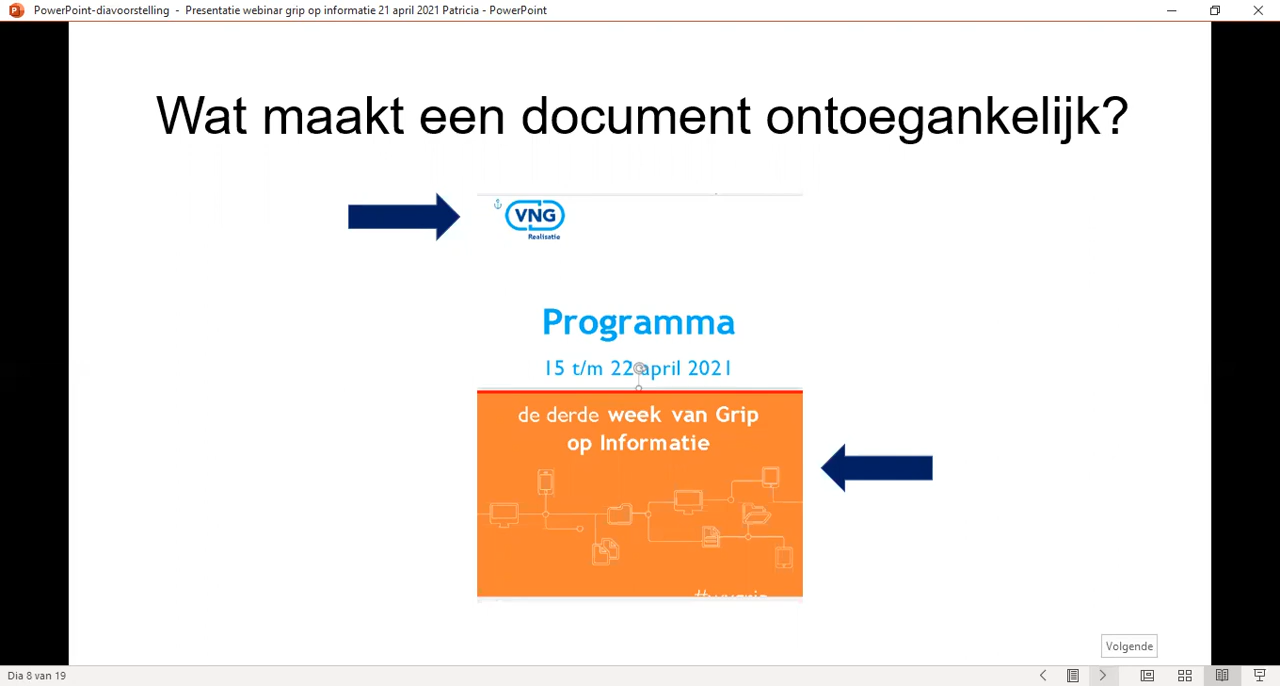 PowerPoint-diavoorstelling - Presentatie webinar grip op informatie 21 april 2021 Patricia - PowerPoint
Wat maakt een document ontoegankelijk?
VNG
Realisatie
Programma
15 t/m 22 april 2021
de derde week van Grip
op Informatie
Volgende
Dia 8 van 19